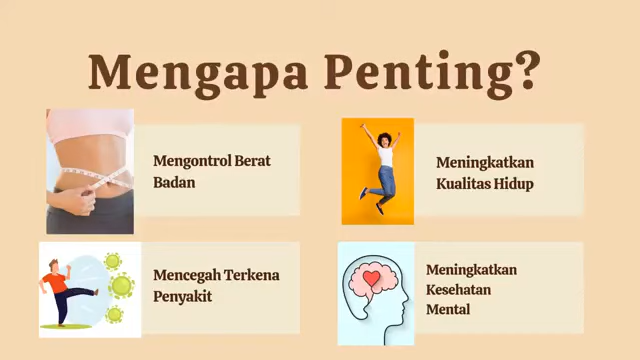 Mengapa Penting?
Mengontrol Berat
Badan
Meningkatkan
Kualitas Hidup
Mencegah Terkena
Penyakit
Meningkatkan
Kesehatan
Mental